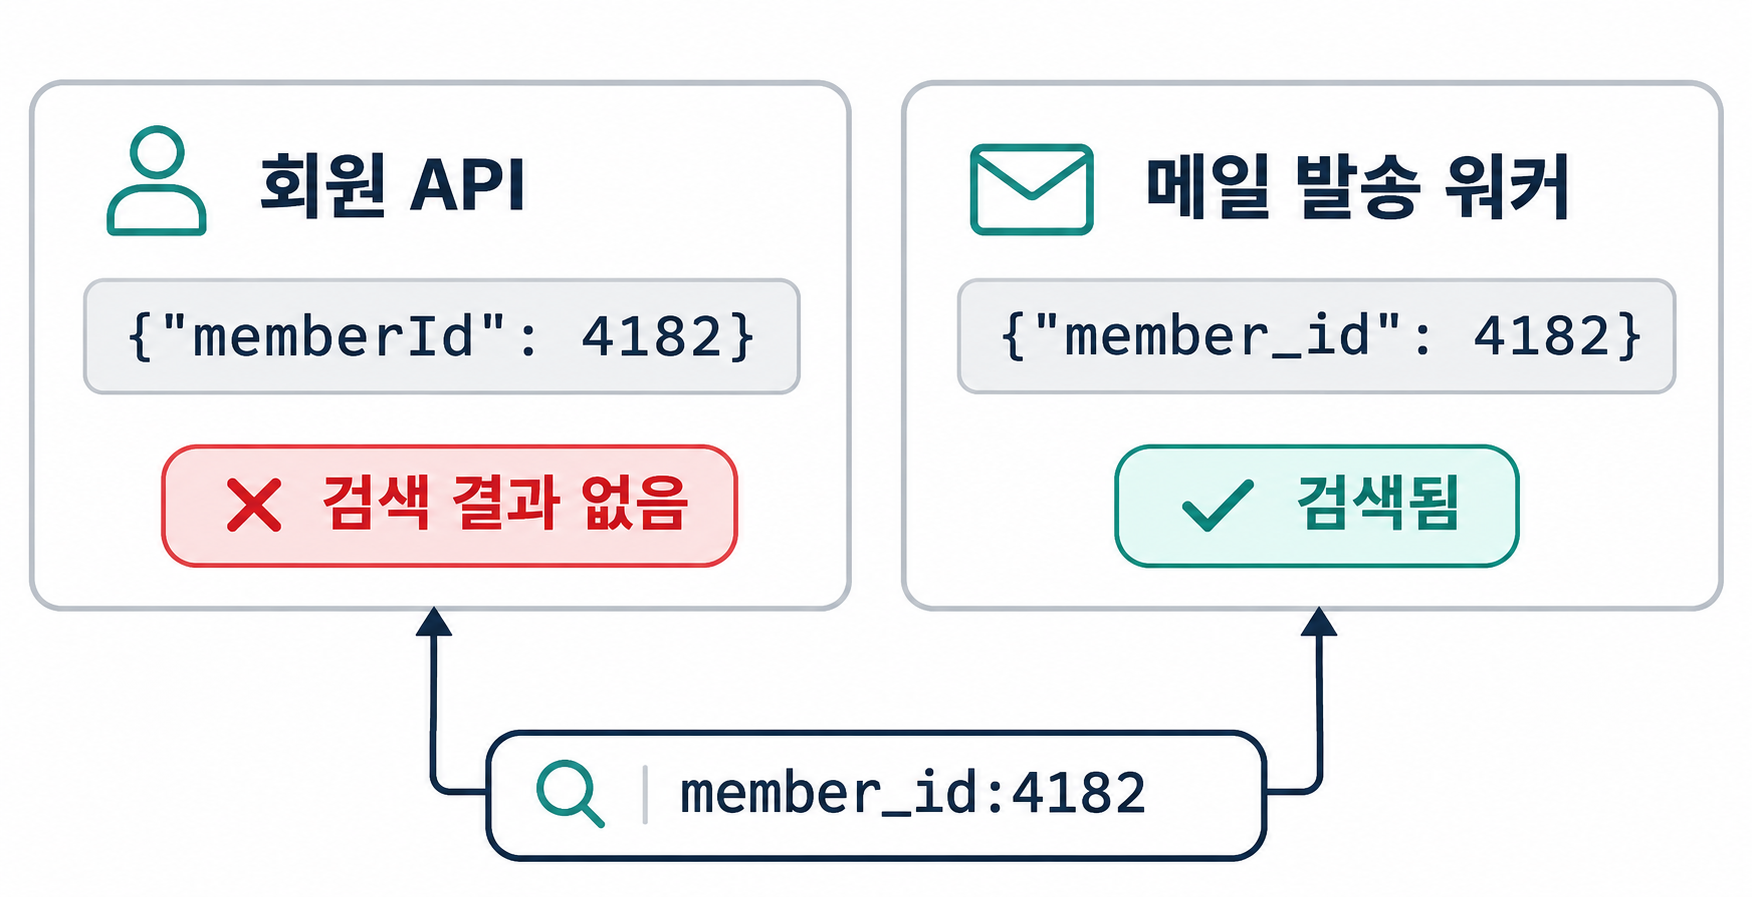 회원 API
{"memberId": 4182}
검색 결과 없음
메일 발송 워커
{"member_id": 4182}
검색됨
member_id:4182